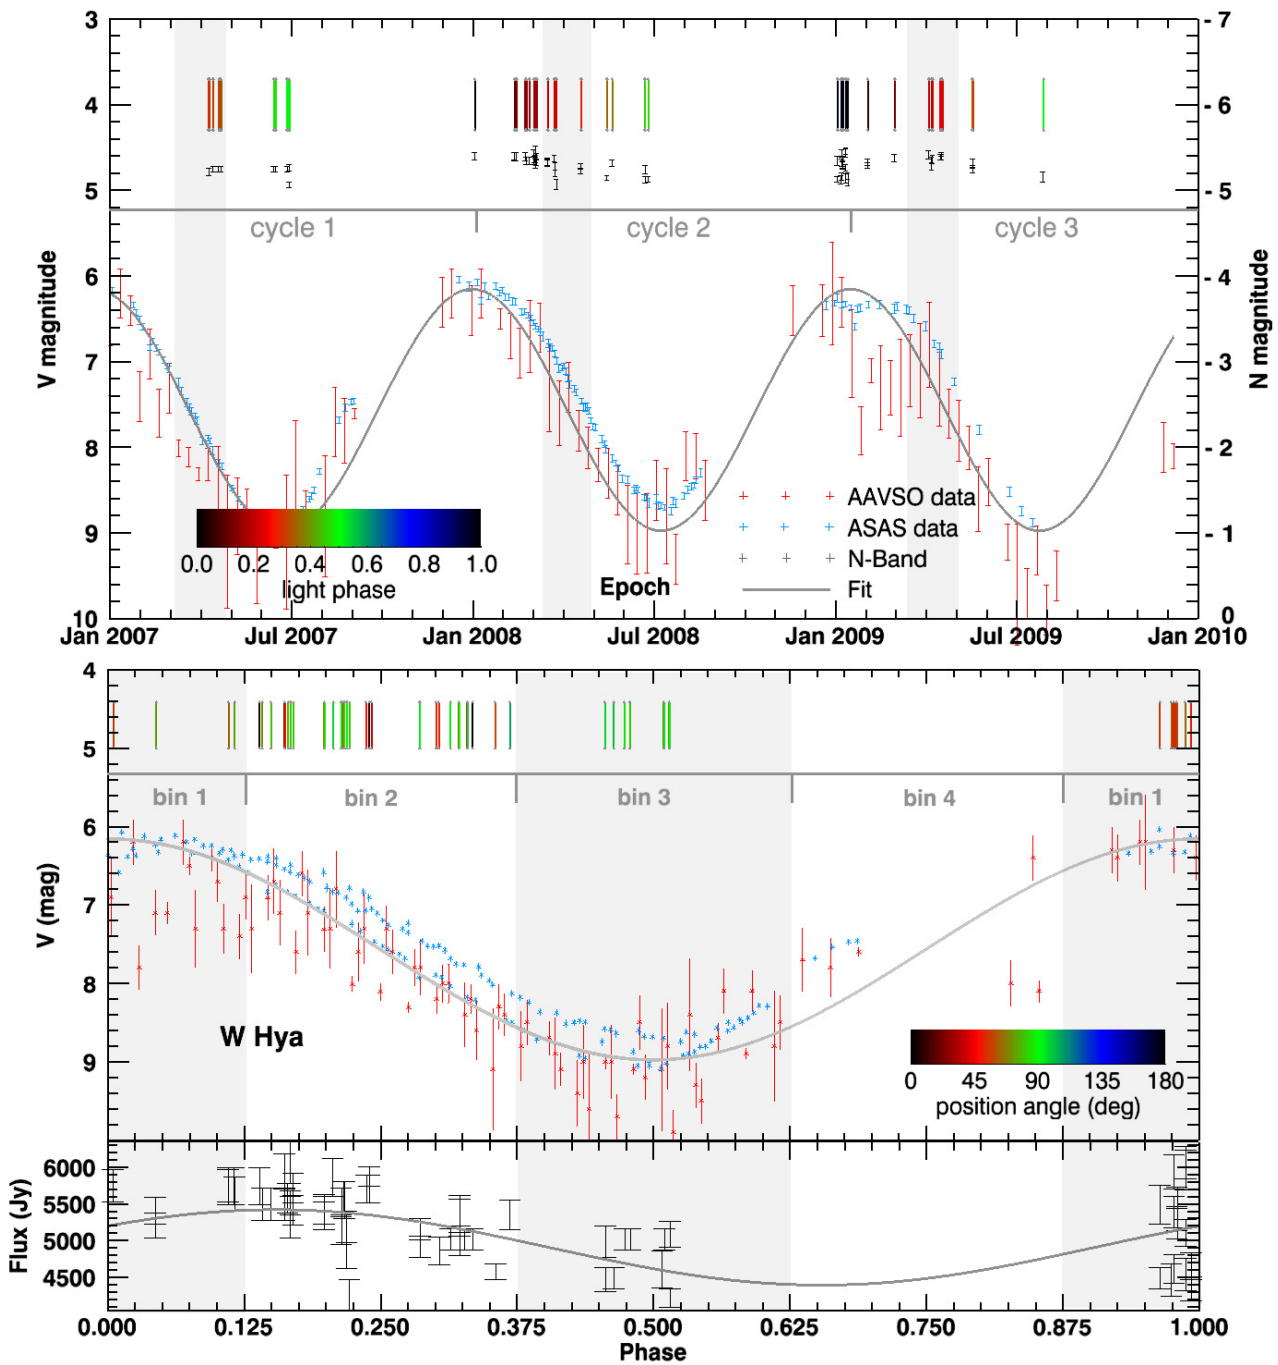 3
4
5
6
7
8
9
10
V magnitude
- 7
- 6
- 5
- 4
- 3
- 2
- 1
0
N magnitude
cycle 1
cycle 2
cycle 3
AAVSO data
ASAS data
N-Band
Fit
0.0 0.2 0.4 0.6 0.8 1.0
light phase
Epoch
Jan 2007 Jul 2007 Jan 2008 Jul 2008 Jan 2009 Jul 2009 Jan 2010
4
5
6
7
8
9
V (mag)
bin 1
bin 2
bin 3
bin 4
bin 1
W Hya
0 45 90 135 180
position angle (deg)
6000
5500
5000
4500
Flux (Jy)
0.000 0.125 0.250 0.375 0.500 0.625 0.750 0.875 1.000
Phase